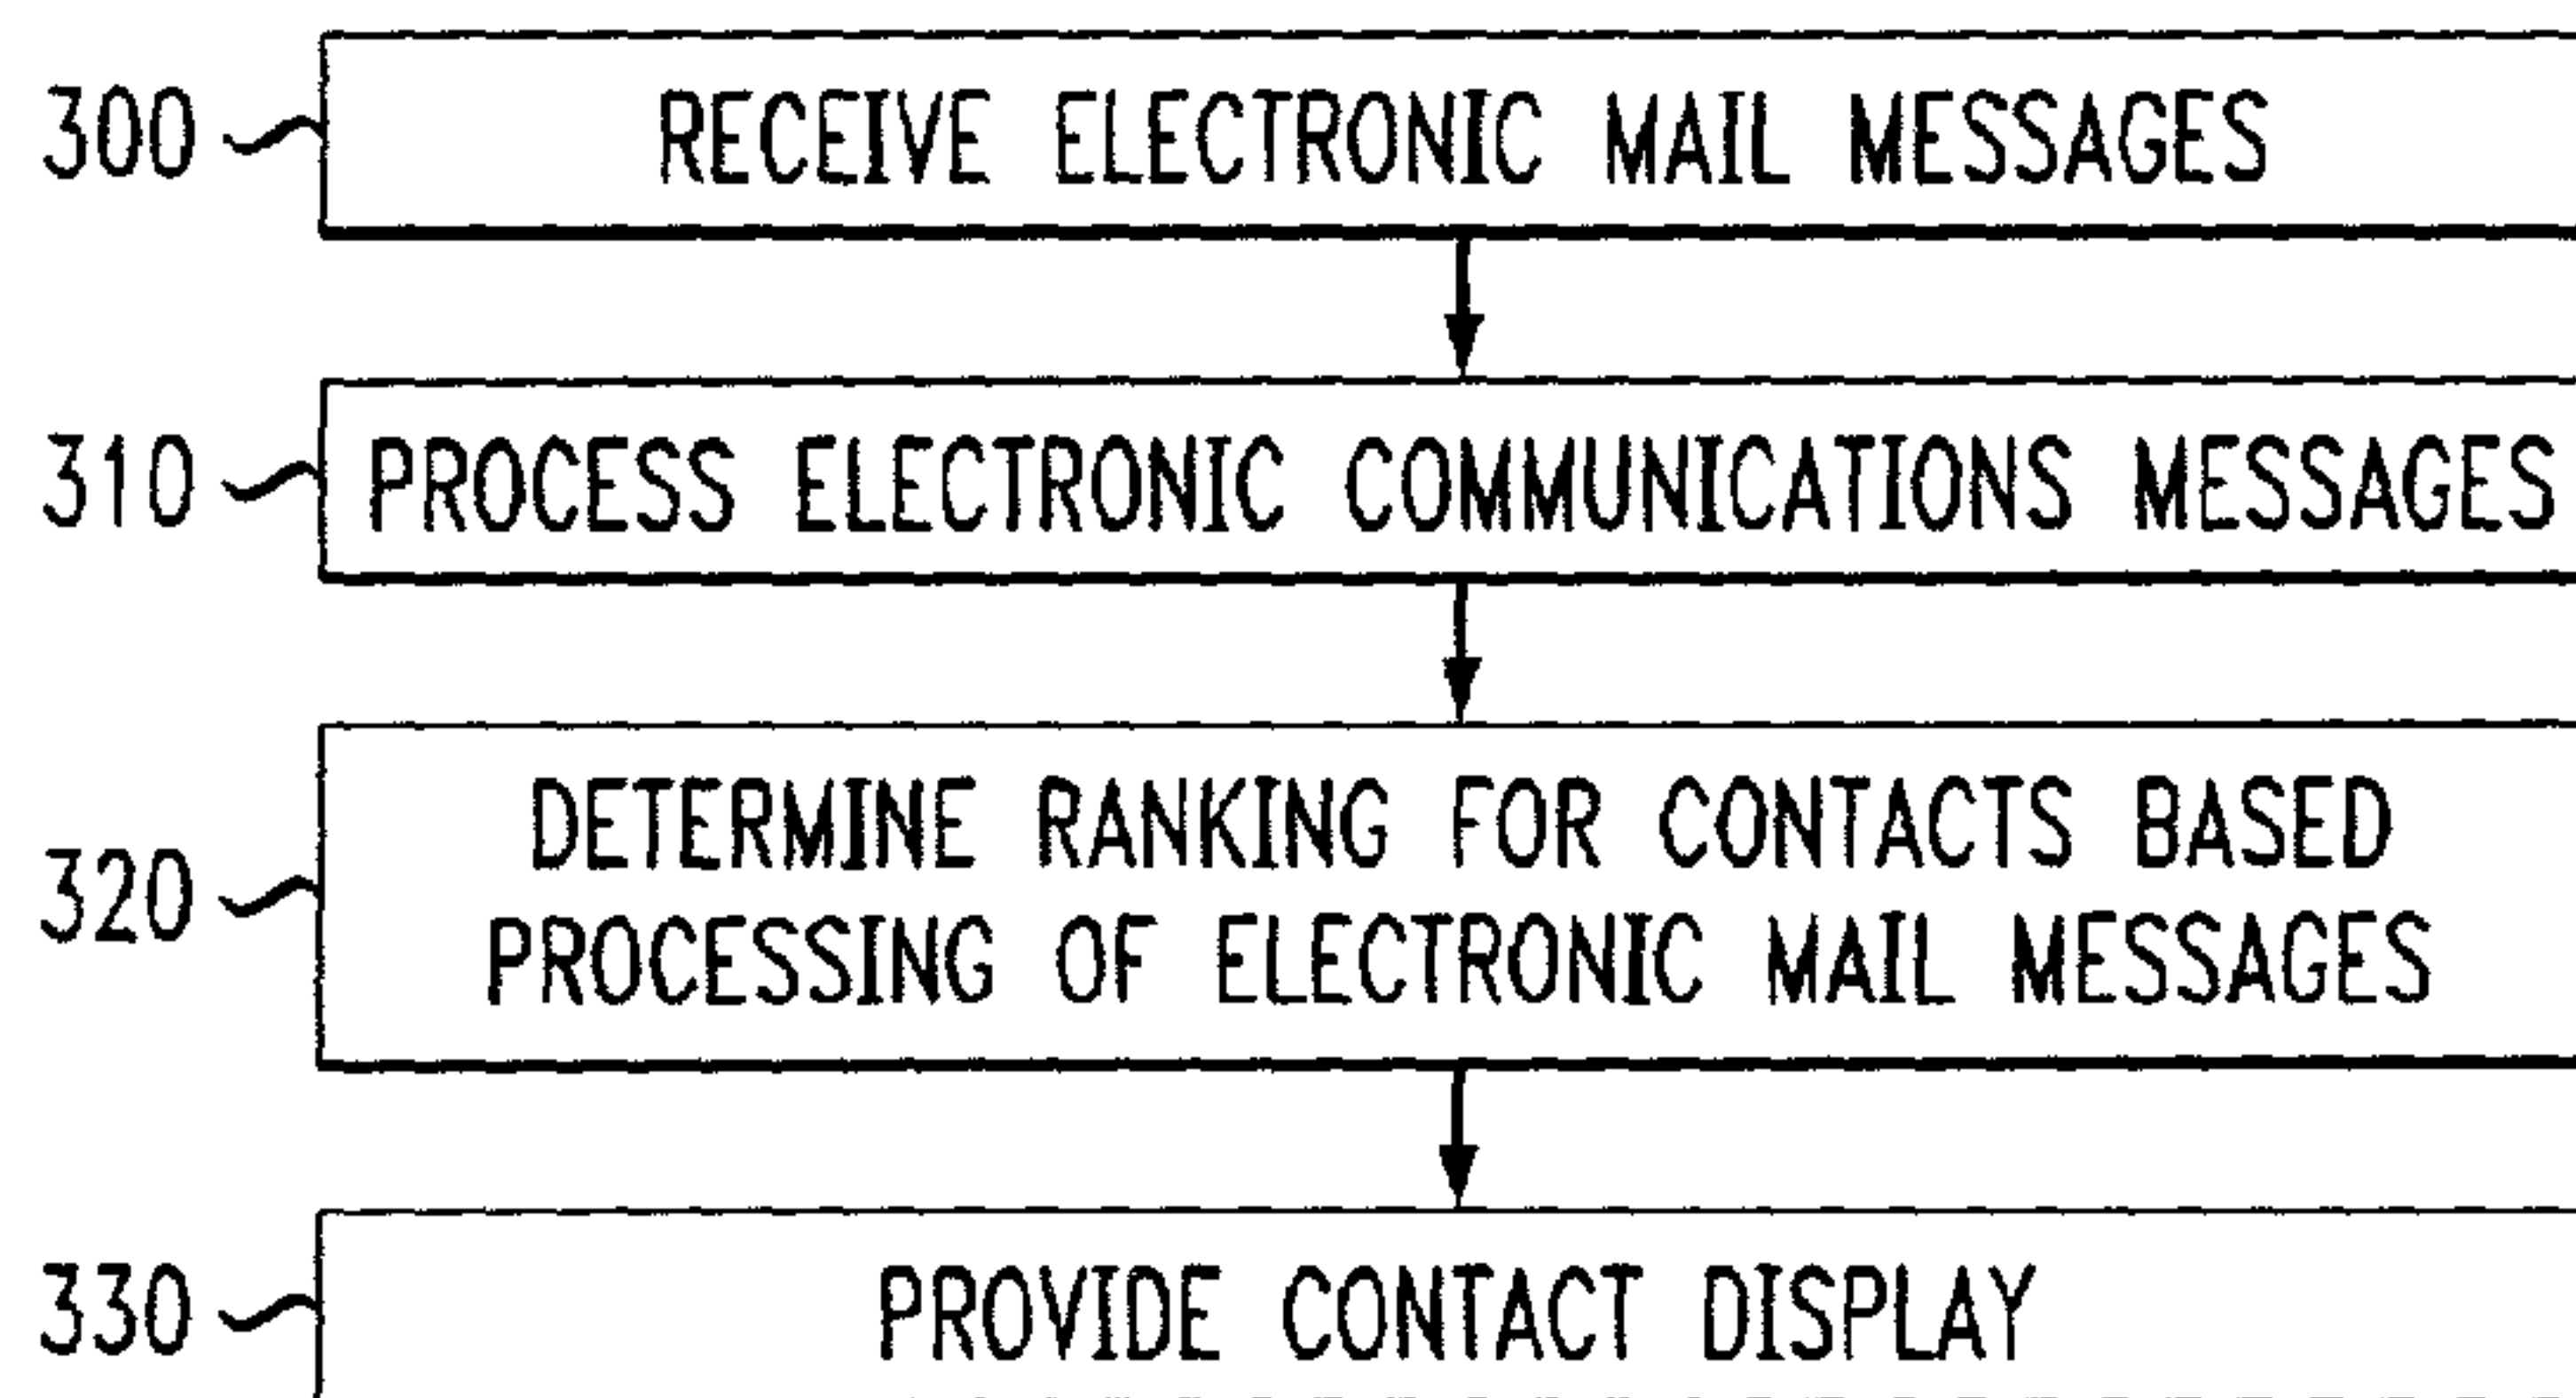 300
RECEIVE ELECTRONIC MAIL MESSAGES
310
PROCESS ELECTRONIC COMMUNICATIONS MESSAGES
320
DETERMINE RANKING FOR CONTACTS BASED
PROCESSING OF ELECTRONIC MAIL MESSAGES
330
PROVIDE CONTACT DISPLAY